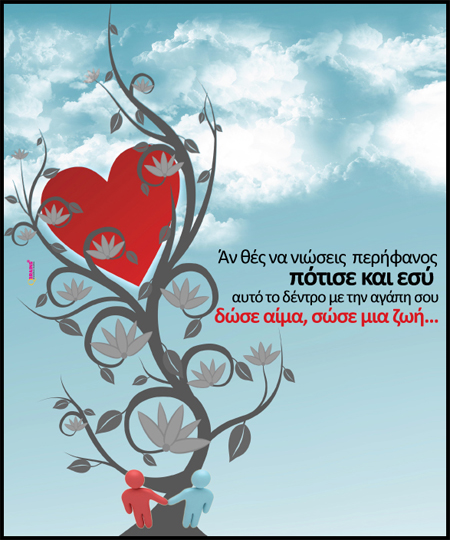 Άν θές να νιώσεις περήφανος
πότισε και εσύ
αυτό το δέντρο με την αγάπη σου
δώσε αίμα, σώσε μια ζωή...